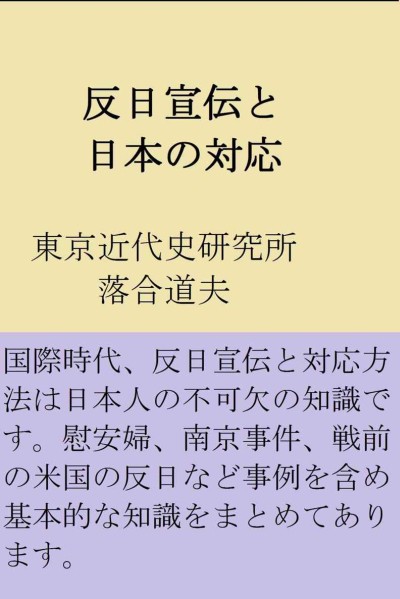 反日宣伝と
日本の対応
東京近代史研究所
落合道夫
国際時代、反日宣伝と対応方
法は日本人の不可欠の知識で
す。慰安婦、南京事件、戦前
の米国の反日など事例を含め
基本的な知識をまとめてあり
ます。